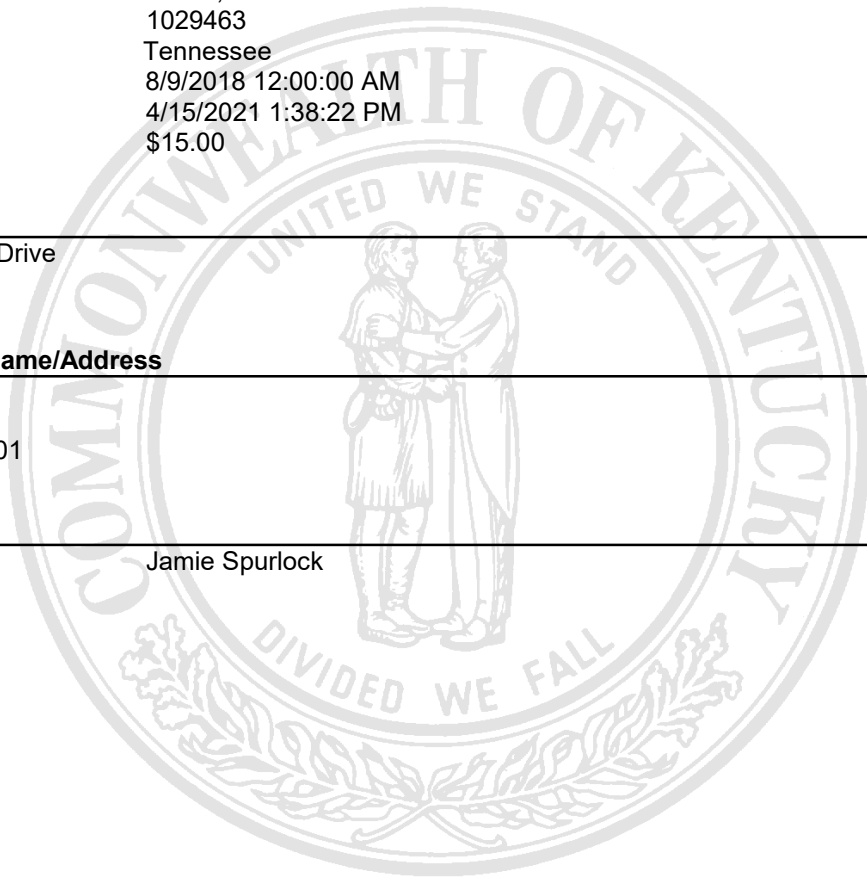 1029463
Tennessee
8/9/2018 12:00:00 AM
4/15/2021 1:38:22 PM
$15.00
Drive
ame/Address
01
Jamie Spurlock
COMMONWEALTH OF KENTUCKY
UNITED WE STAND
DIVIDED WE FALL